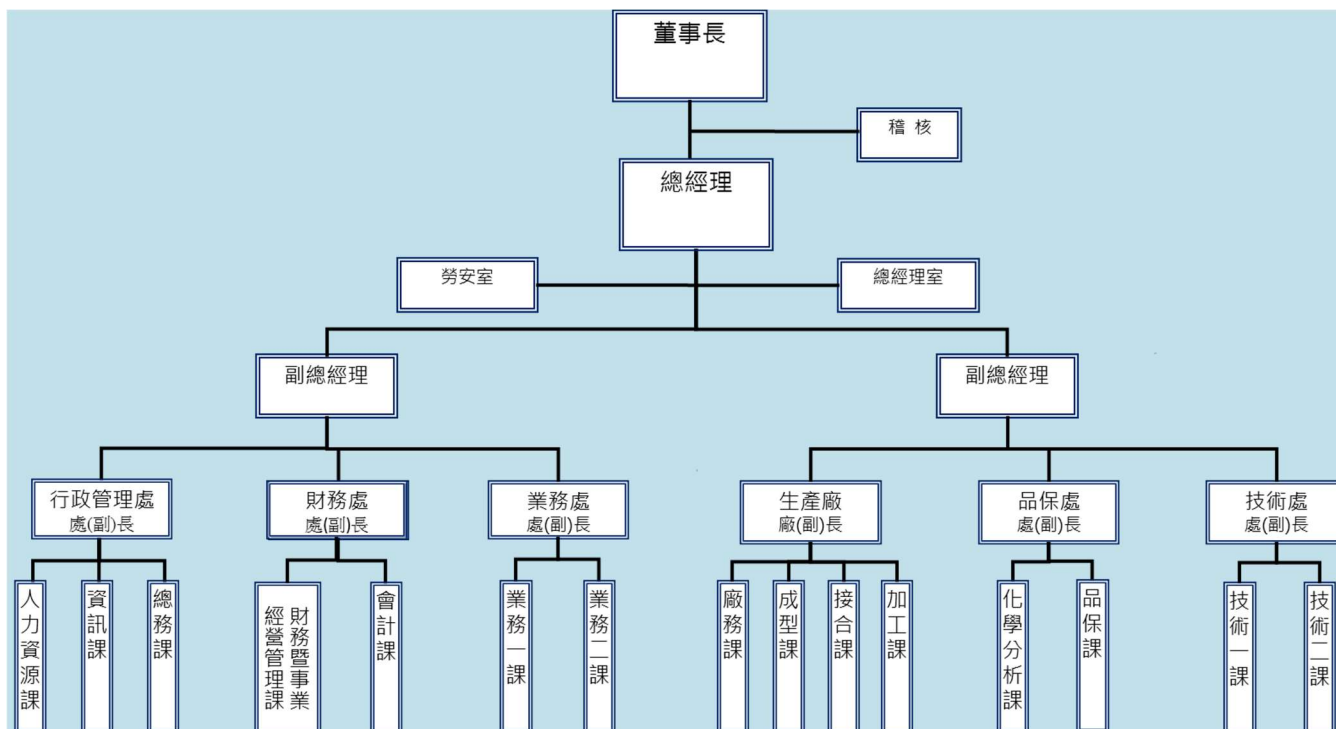 董事長
稽 核
總經理
勞安室
總經理室
副總經理
副總經理
行政管理處
處(副)長
財務處
處(副)長
業務處
處(副)長
生產廠
廠(副)長
品保處
處(副)長
技術處
處(副)長
人力資源課
資訊課
總務課
財務暨事業
經營管理課
會計課
業務一課
業務二課
廠務課
成型課
接合課
加工課
化學分析課
品保課
技術一課
技術二課